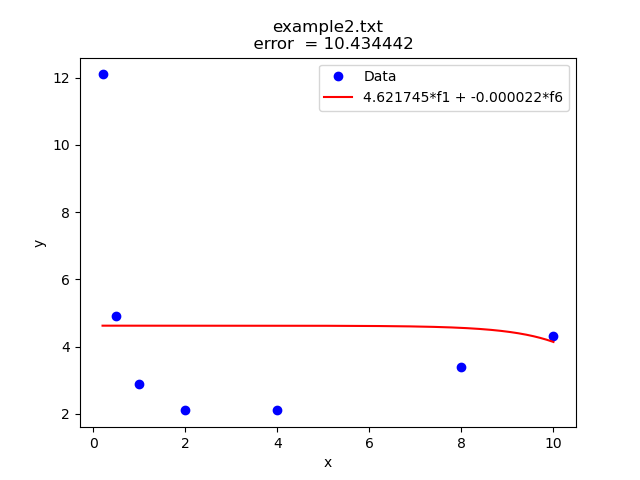 example2.txt
error  = 10.434442
Data
4.621745*f1 + -0.000022*f6
12
10
8
6
4
2
y
0
2
4
6
8
10
x